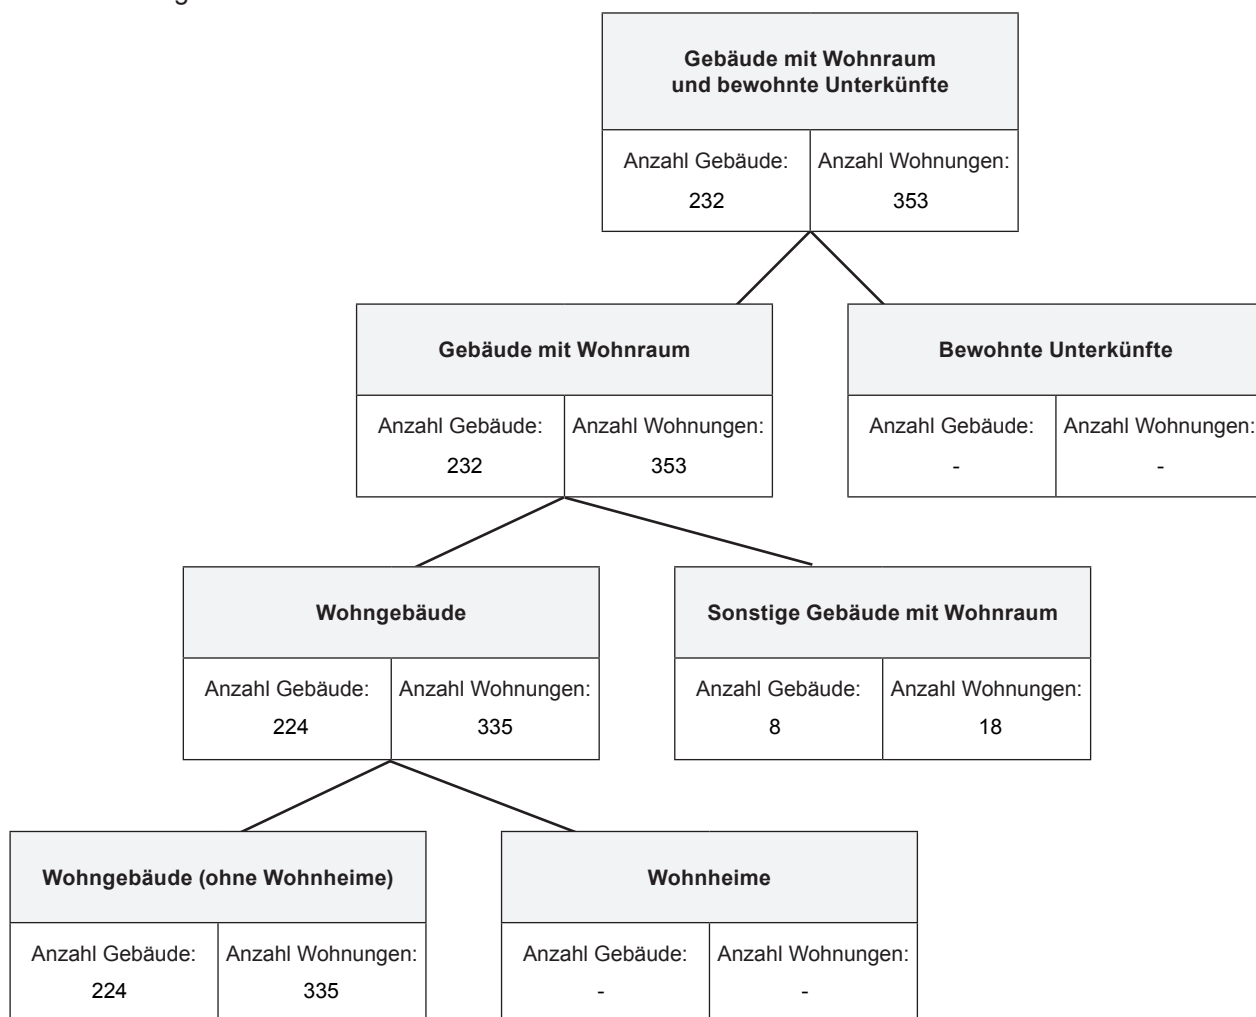 Gebäude mit Wohnraum
und bewohnte Unterkünfte
Anzahl Gebäude: Anzahl Wohnungen:
232 353
Gebäude mit Wohnraum
Anzahl Gebäude: Anzahl Wohnungen:
232 353
Bewohnte Unterkünfte
Anzahl Gebäude: Anzahl Wohnungen:
- -
Wohngebäude
Anzahl Gebäude: Anzahl Wohnungen:
224 335
Sonstige Gebäude mit Wohnraum
Anzahl Gebäude: Anzahl Wohnungen:
8 18
Wohngebäude (ohne Wohnheime)
Anzahl Gebäude: Anzahl Wohnungen:
224 335
Wohnheime
Anzahl Gebäude: Anzahl Wohnungen:
- -